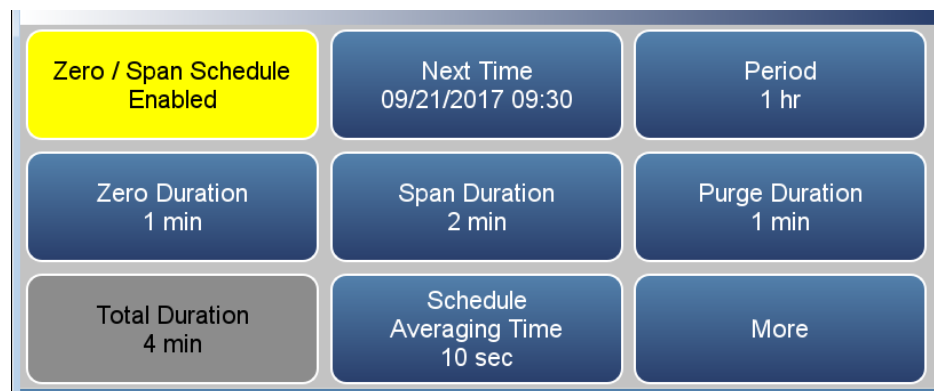 Zero / Span Schedule
Enabled
Next Time
09/21/2017 09:30
Period
1 hr
Zero Duration
1 min
Span Duration
2 min
Purge Duration
1 min
Total Duration
4 min
Schedule
Averaging Time
10 sec
More